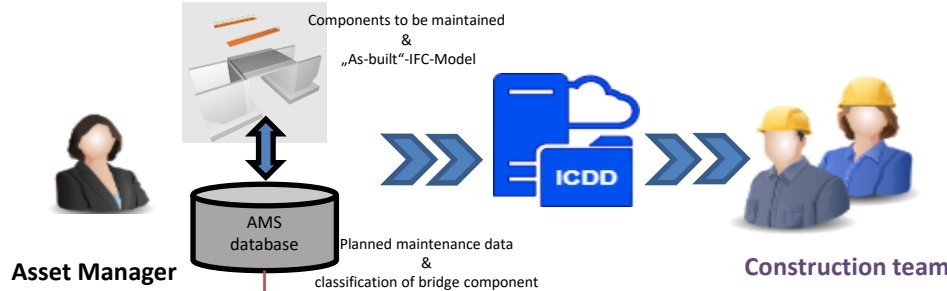 Components to be maintained
&
„As-built“-IFC-Model
ICDD
AMS
database
Planned maintenance data
&
classification of bridge component
Asset Manager
Construction team